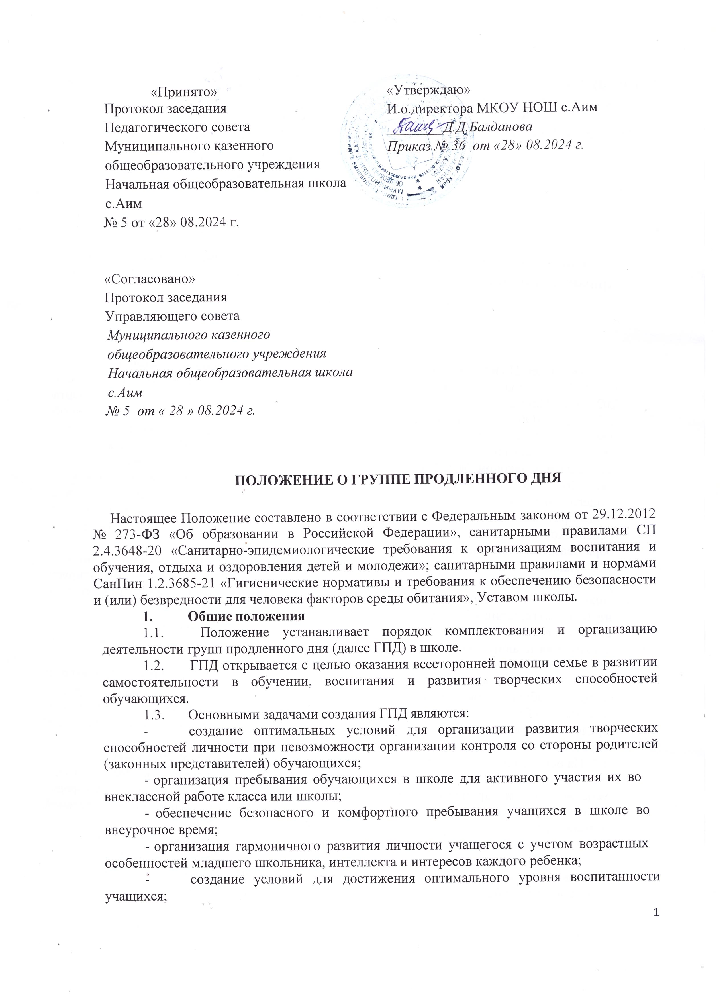 «Принято»
Протокол заседания
Педагогического совета
Муниципального казенного
общеобразовательного учреждения
Начальная общеобразовательная школа
с.Аим
№ 5 от «28» 08.2024 г.
«Утверждаю»
И.о.директора МКОУ НОШ с.Аим
Д.Д.Балданова
Приказ № 36 от «28» 08.2024 г.
«Согласовано»
Протокол заседания
Управляющего совета
Муниципального казенного
общеобразовательного учреждения
Начальная общеобразовательная школа
с.Аим
№ 5 от « 28 » 08.2024 г.
ПОЛОЖЕНИЕ О ГРУППЕ ПРОДЛЕННОГО ДНЯ
Настоящее Положение составлено в соответствии с Федеральным законом от 29.12.2012
№ 273-ФЗ «Об образовании в Российской Федерации», санитарными правилами СП
2.4.3648-20 «Санитарно-эпидемиологические требования к организациям воспитания и
обучения, отдыха и оздоровления детей и молодежи»; санитарными правилами и нормами
СанПин 1.2.3685-21 «Гигиенические нормативы и требования к обеспечению безопасности
и (или) безвредности для человека факторов среды обитания», Уставом школы.
1. Общие положения
1.1. Положение устанавливает порядок комплектования и организацию
деятельности групп продленного дня (далее ГПД) в школе.
1.2. ГПД открывается с целью оказания всесторонней помощи семье в развитии
самостоятельности в обучении, воспитания и развития творческих способностей
обучающихся.
1.3. Основными задачами создания ГПД являются:
- создание оптимальных условий для организации развития творческих
способностей личности при невозможности организации контроля со стороны родителей
(законных представителей) обучающихся;
- организация пребывания обучающихся в школе для активного участия их во
внеклассной работе класса или школы;
- обеспечение безопасного и комфортного пребывания учащихся в школе во
внеурочное время;
- организация гармоничного развития личности учащегося с учетом возрастных
особенностей младшего школьника, интеллекта и интересов каждого ребенка;
- создание условий для достижения оптимального уровня воспитанности
учащихся;
1